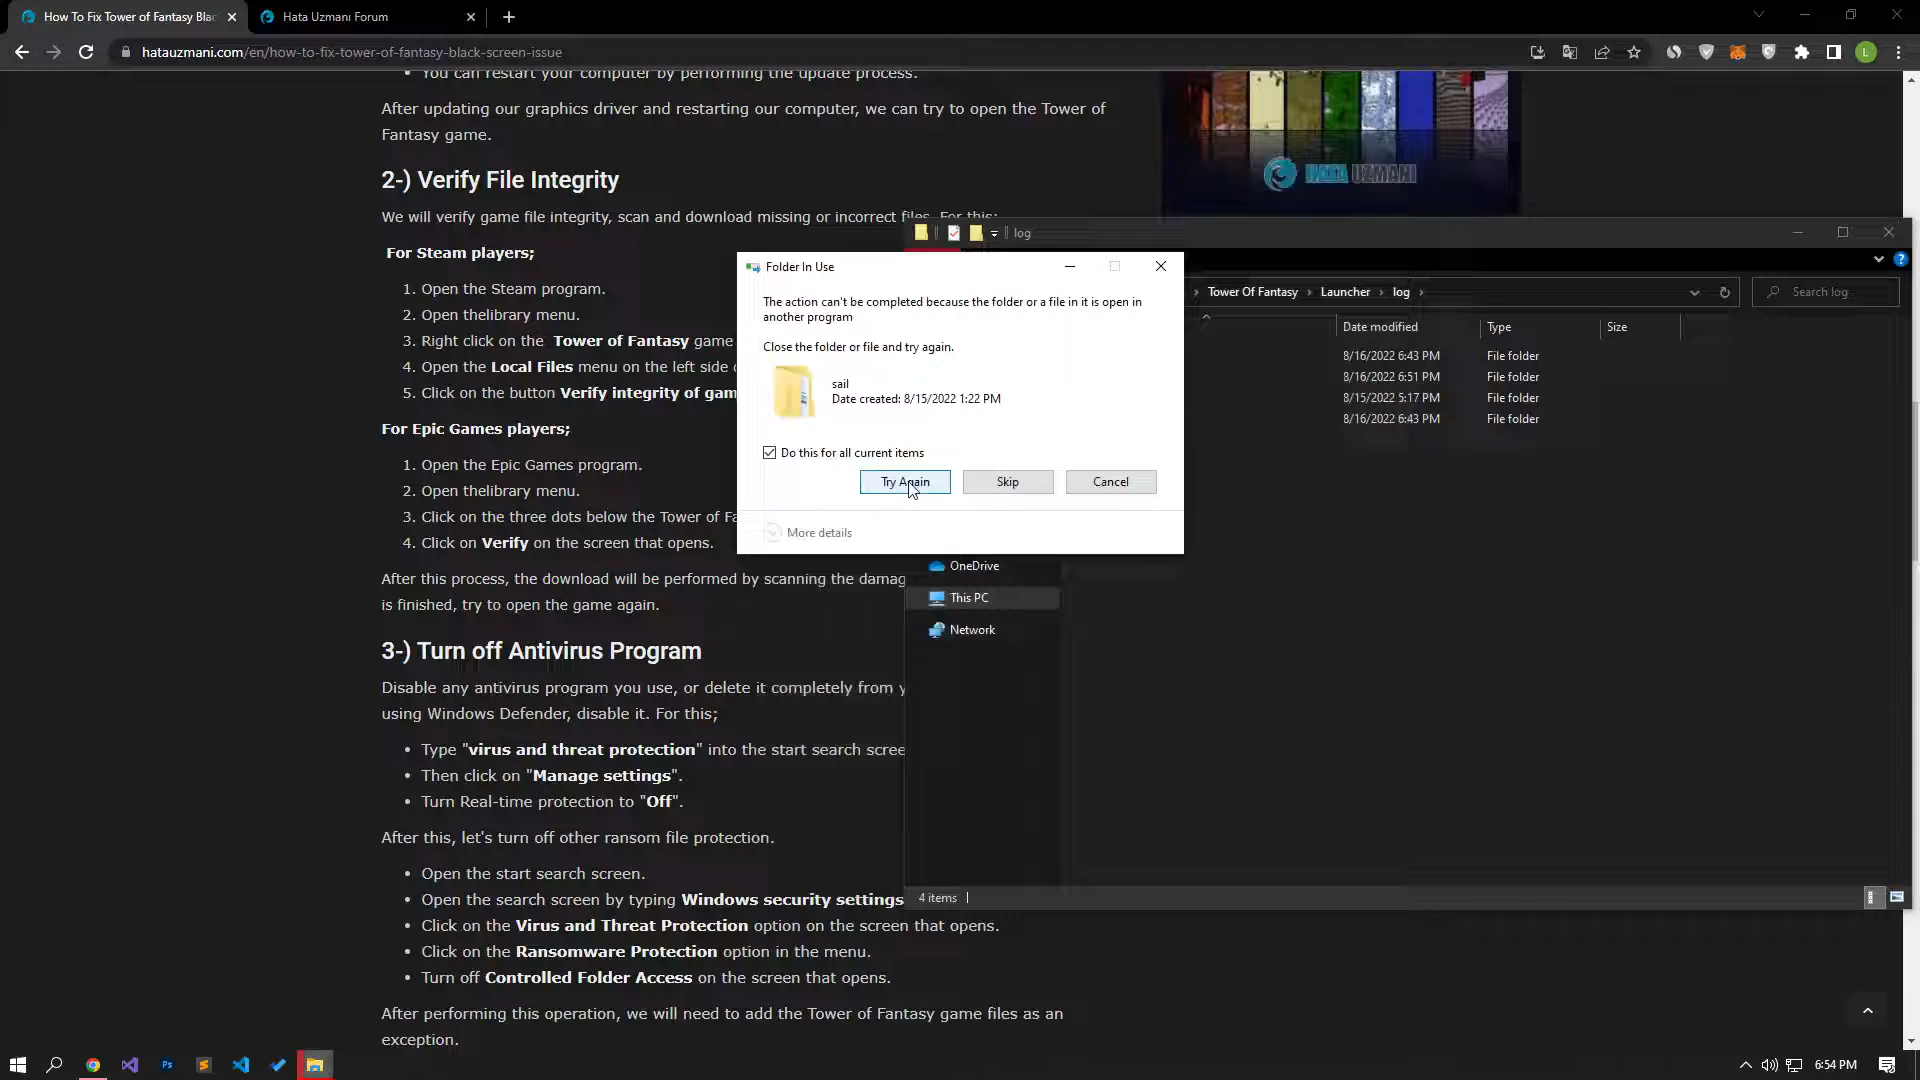 How To Fix Tower of Fantasy Bla
Hata Uzmanı Forum
hatauzmani.com/en/how-to-fix-tower-of-fantasy-black-screen-issue
L
You can restart your computer by performing the update process.
After updating our graphics driver and restarting our computer, we can try to open the Tower of
Fantasy game.
HATA UZMANI
2-) Verify File Integrity
We will verify game file integrity, scan and download missing or incorrect files. For this;
For Steam players;
1. Open the Steam program.
2. Open thelibrary menu.
3. Right click on the Tower of Fantasy game
4. Open the Local Files menu on the left side
5. Click on the button Verify integrity of gam
For Epic Games players;
1. Open the Epic Games program.
2. Open thelibrary menu.
3. Click on the three dots below the Tower of Fa
4. Click on Verify on the screen that opens.
After this process, the download will be performed by scanning the damag
is finished, try to open the game again.
3-) Turn off Antivirus Program
Disable any antivirus program you use, or delete it completely from y
using Windows Defender, disable it. For this;
Type "virus and threat protection" into the start search scree
Then click on "Manage settings".
Turn Real-time protection to "Off".
After this, let's turn off other ransom file protection.
Open the start search screen.
Open the search screen by typing Windows security settings
Click on the Virus and Threat Protection option on the screen that opens.
Click on the Ransomware Protection option in the menu.
Turn off Controlled Folder Access on the screen that opens.
After performing this operation, we will need to add the Tower of Fantasy game files as an
exception.
log
Tower Of Fantasy › Launcher › log ›
Search log
Date modified Type Size
8/16/2022 6:43 PM File folder
8/16/2022 6:51 PM File folder
8/15/2022 5:17 PM File folder
8/16/2022 6:43 PM File folder
OneDrive
This PC
Network
4 items
Folder In Use
The action can't be completed because the folder or a file in it is open in
another program
Close the folder or file and try again.
sail
Date created: 8/15/2022 1:22 PM
Do this for all current items
Try Again
Skip
Cancel
More details
Ps
6:54 PM